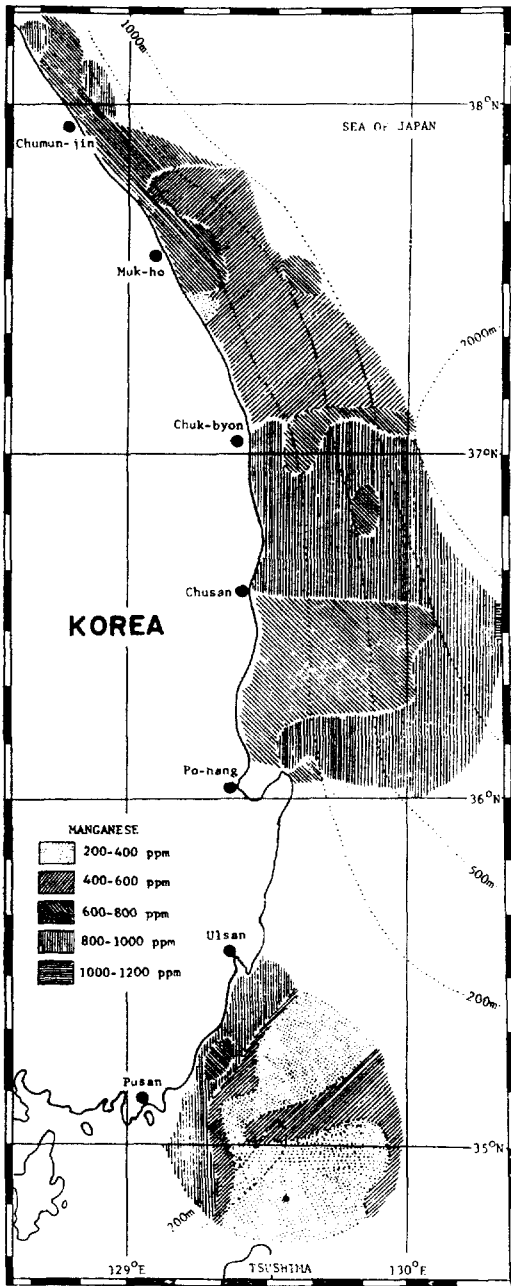 1000m
38°N
SEA OF JAPAN
Chumun-jin
Muk-ho
2000m
Chuk-byon
37°N
Chusan
KOREA
Po-hang
36°N
MANGANESE
200-400 ppm
400-600 ppm
600-800 ppm
800-1000 ppm
1000-1200 ppm
500m
Ulsan
200m
Pusan
35°N
200m
129°E
TSUSHIMA
130°E